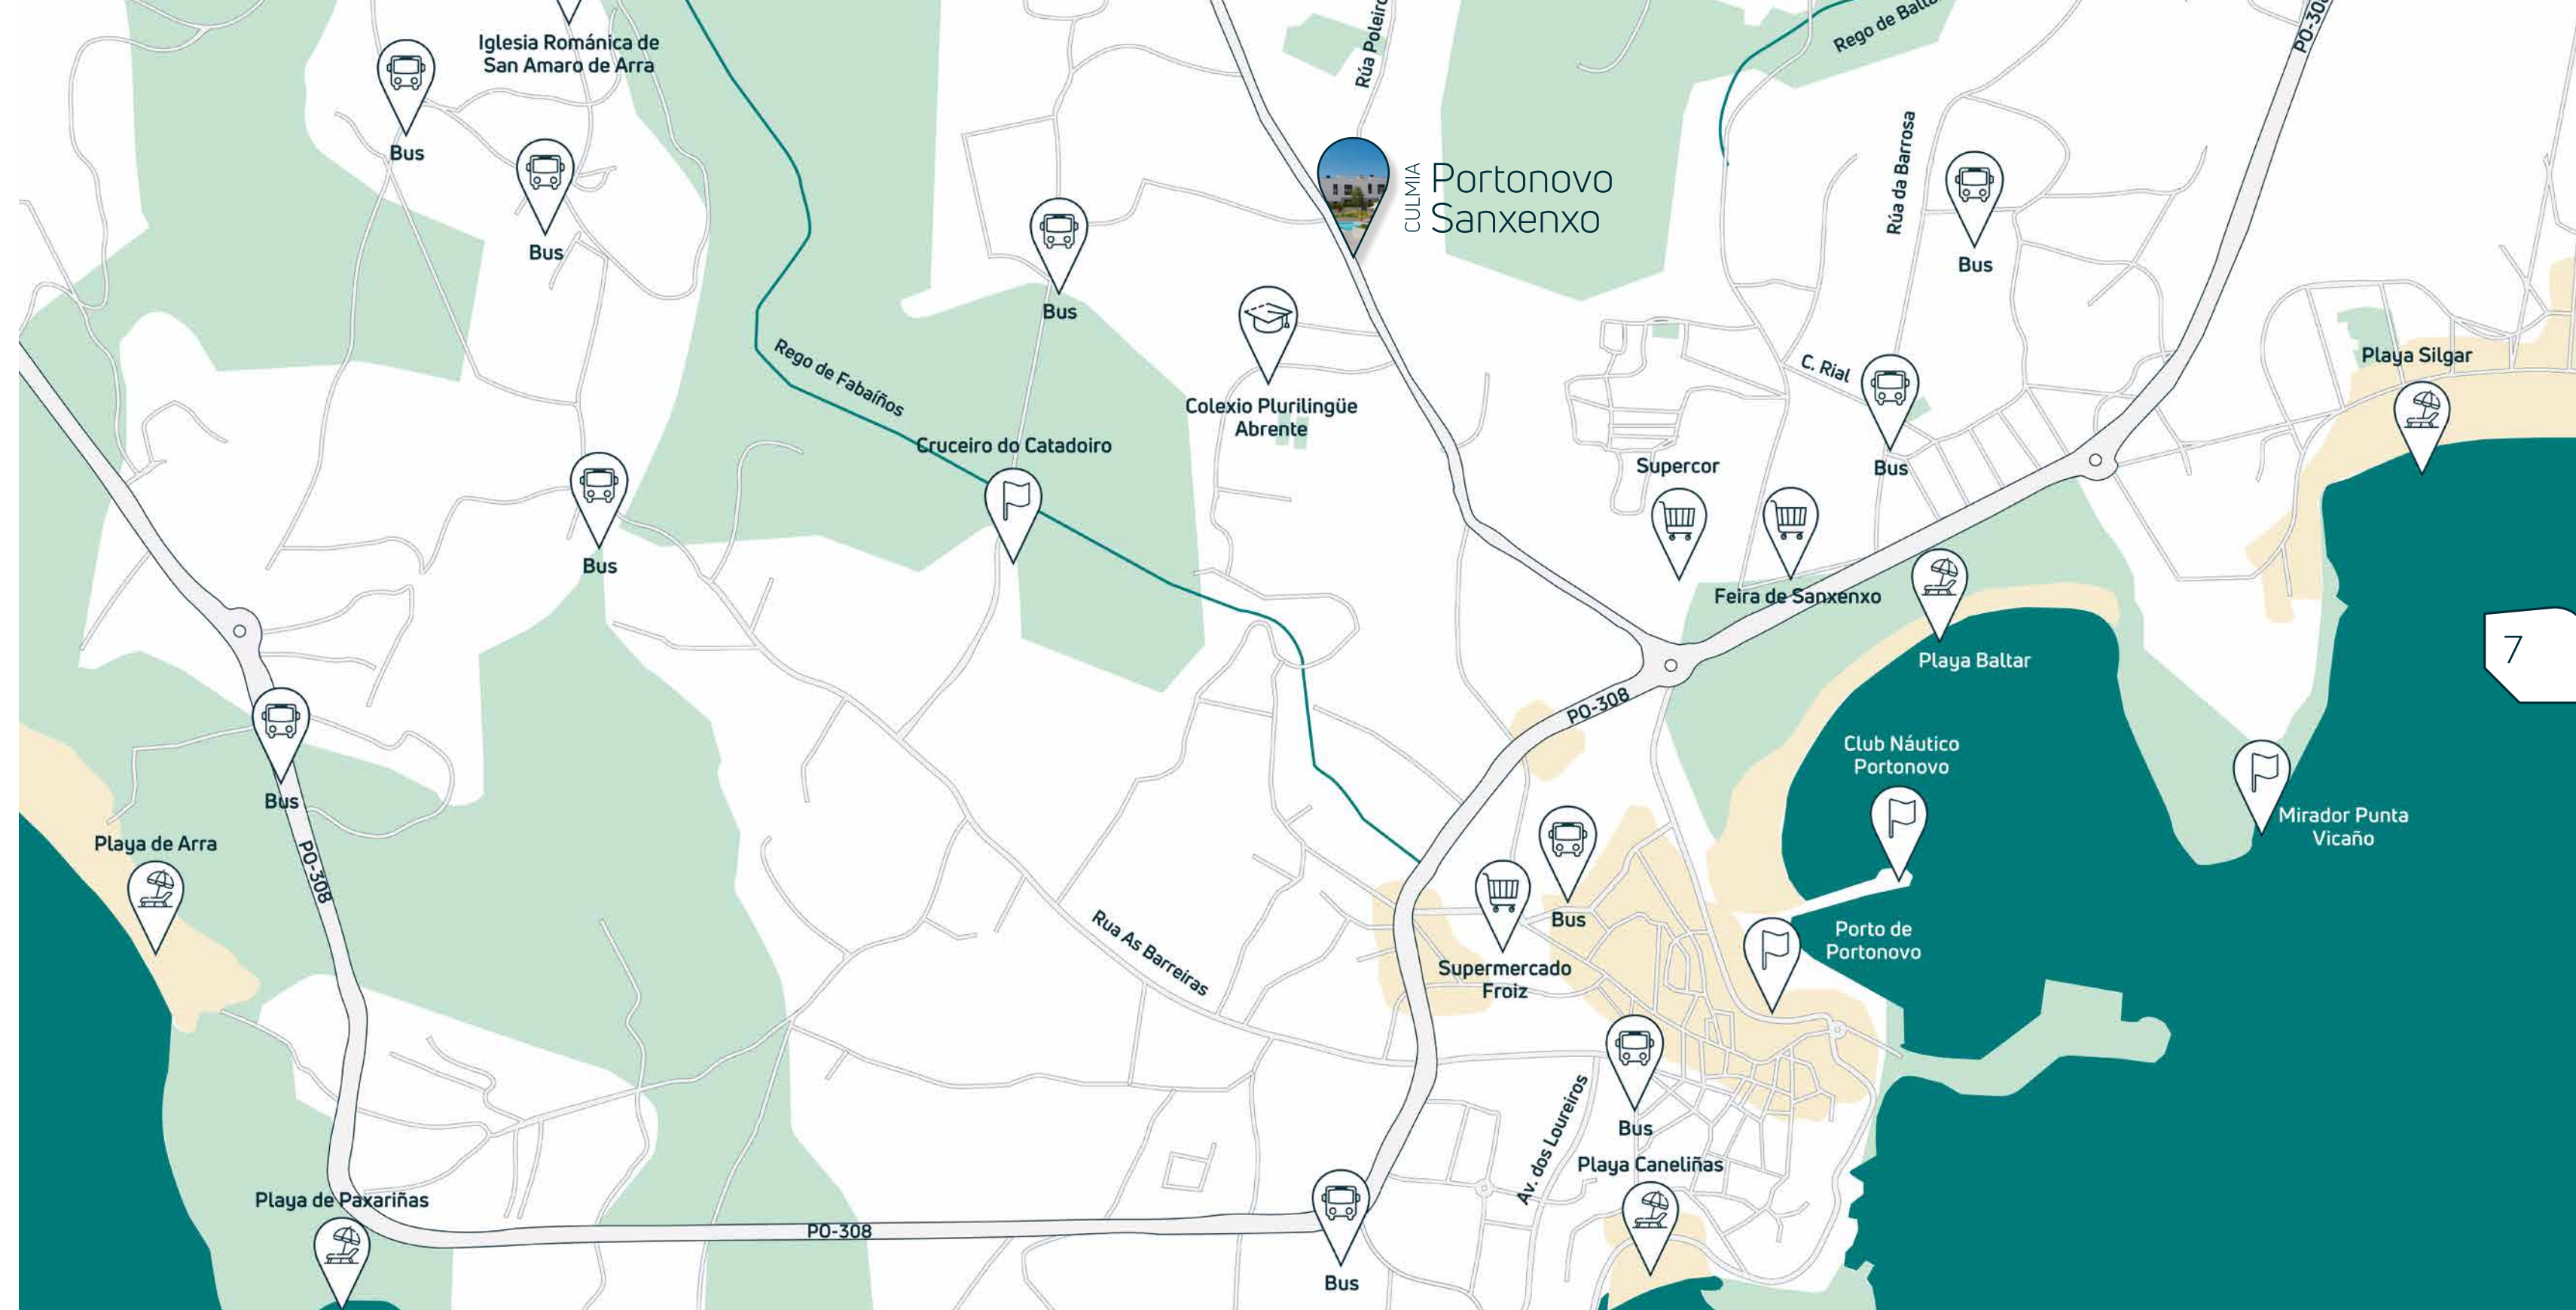 Iglesia Románica de
San Amaro de Arra
Bus
Bus
Bus
Rúa Poleiro
Rego de
PO-308
CULMIA
Portonovo
Sanxenxo
Rúa da Barrosa
Bus
Rego de Fabaíños
Colexio Plurilingüe
Abrente
Cruceiro do Catadoiro
C. Rial
Bus
Playa Silgar
Supercor
Feira de Sanxenxo
Bus
Playa Baltar
7
PO-308
Club Náutico
Portonovo
Mirador Punta
Vicaño
Bus
Playa de Arra
PO-308
Bus
Rua As Barreiras
Supermercado
Froiz
Porto de
Portonovo
Av. dos Loureiros
Bus
Playa Caneliñas
Playa de Paxariñas
PO-308
Bus